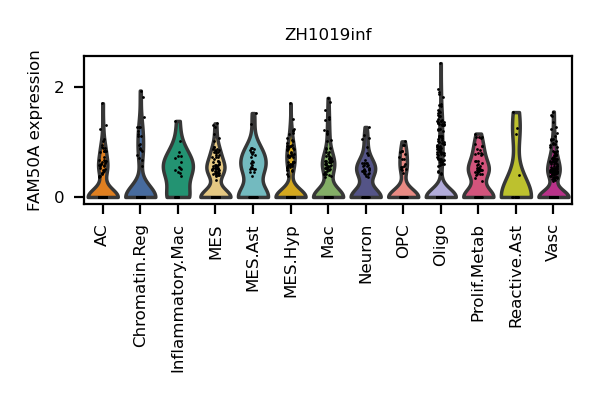 ZH1019inf
FAM50A expression
2
0
AC
Chromatin.Reg
Inflammatory.Mac
MES
MES.Ast
MES.Hyp
Mac
Neuron
OPC
Oligo
Prolif.Metab
Reactive.Ast
Vasc